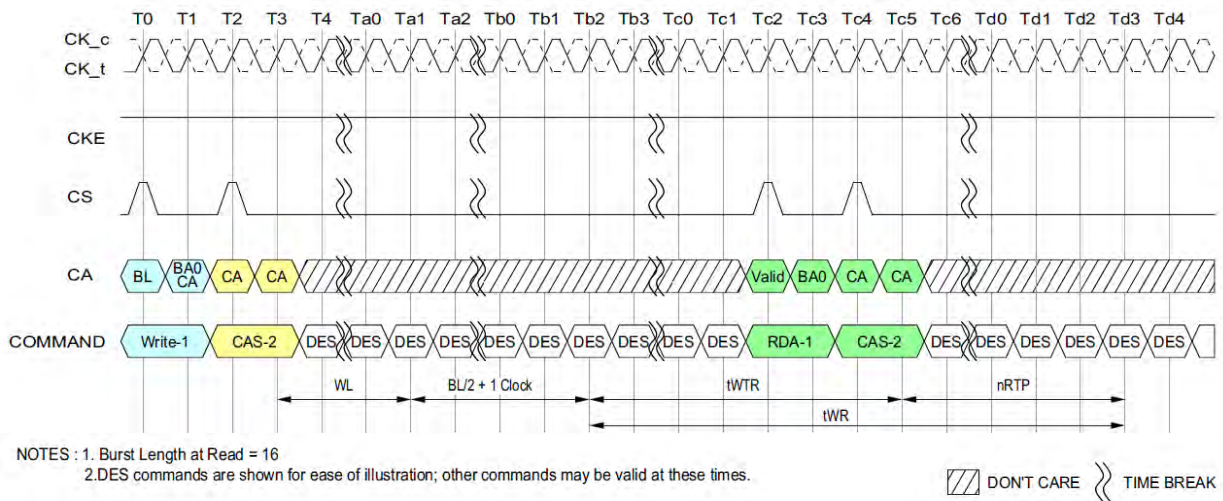 T0 T1 T2 T3 T4 Ta0 Ta1 Ta2 Tb0 Tb1 Tb2 Tb3 Tc0 Tc1 Tc2 Tc3 Tc4 Tc5 Tc6 Td0 Td1 Td2 Td3 Td4
CK_c
CK_t
CKE
CS
CA BL BA0 CA CA CA Valid BA0 CA CA
COMMAND Write-1 CAS-2 DES DES DES DES DES DES DES DES DES DES RDA-1 CAS-2 DES DES DES DES DES DES
WL BL/2 + 1 Clock tWTR nRTP
tWR
NOTES : 1. Burst Length at Read = 16
2.DES commands are shown for ease of illustration; other commands may be valid at these times.
DON'T CARE TIME BREAK